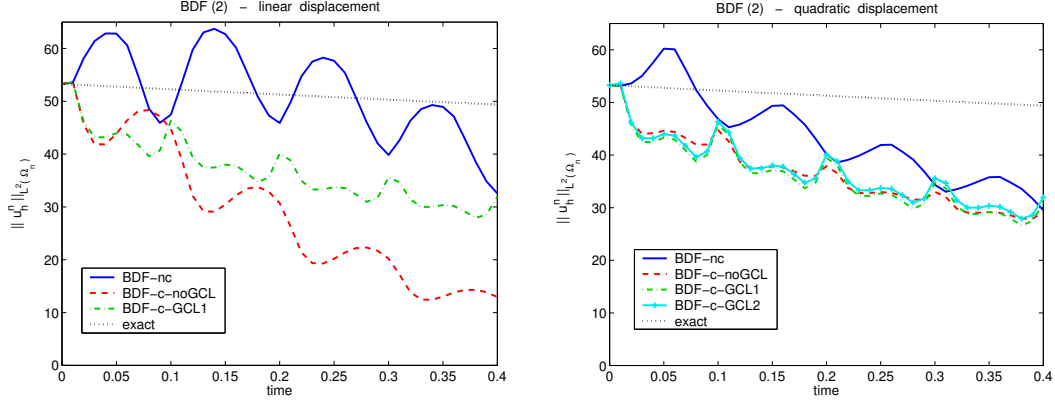 BDF (2) − linear displacement
|| u_h^n ||_{L^2(Ω_n)}
60
50
40
30
20
10
0
BDF−nc
BDF−c−noGCL
BDF−c−GCL1
exact
0 0.05 0.1 0.15 0.2 0.25 0.3 0.35 0.4
time
BDF (2) − quadratic displacement
|| u_h^n ||_{L^2(Ω_n)}
60
50
40
30
20
10
0
BDF−nc
BDF−c−noGCL
BDF−c−GCL1
BDF−c−GCL2
exact
0 0.05 0.1 0.15 0.2 0.25 0.3 0.35 0.4
time